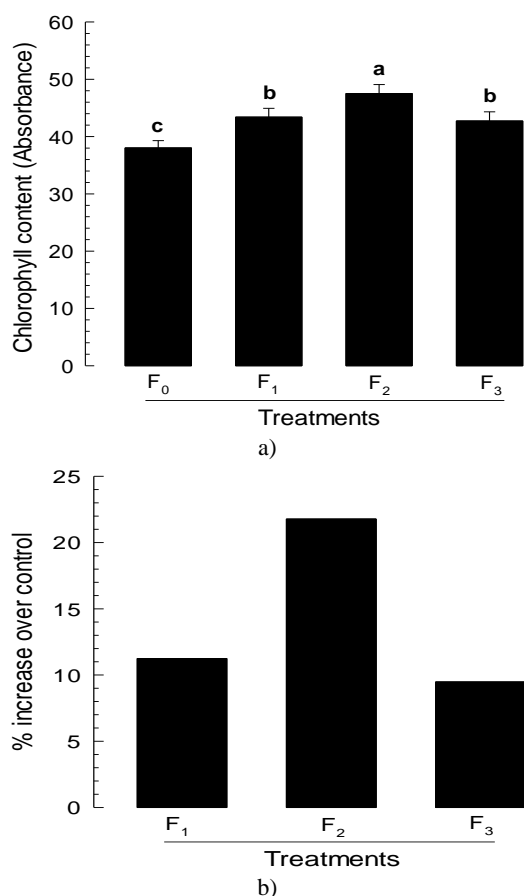 Chlorophyll content (Absorbance)
60
50
40
30
20
10
0
c
b
a
b
F₀ F₁ F₂ F₃
Treatments
a)
% increase over control
25
20
15
10
5
0
F₁ F₂ F₃
Treatments
b)